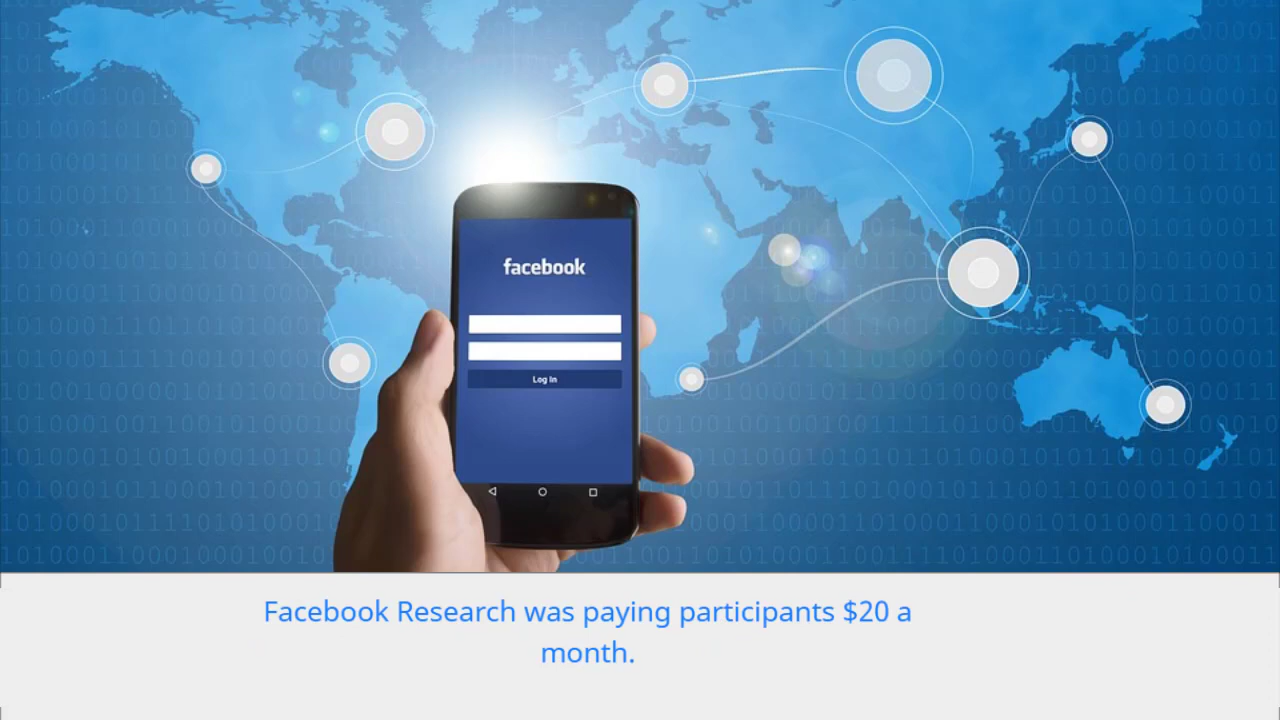 facebook
Log In
Facebook Research was paying participants $20 a
month.